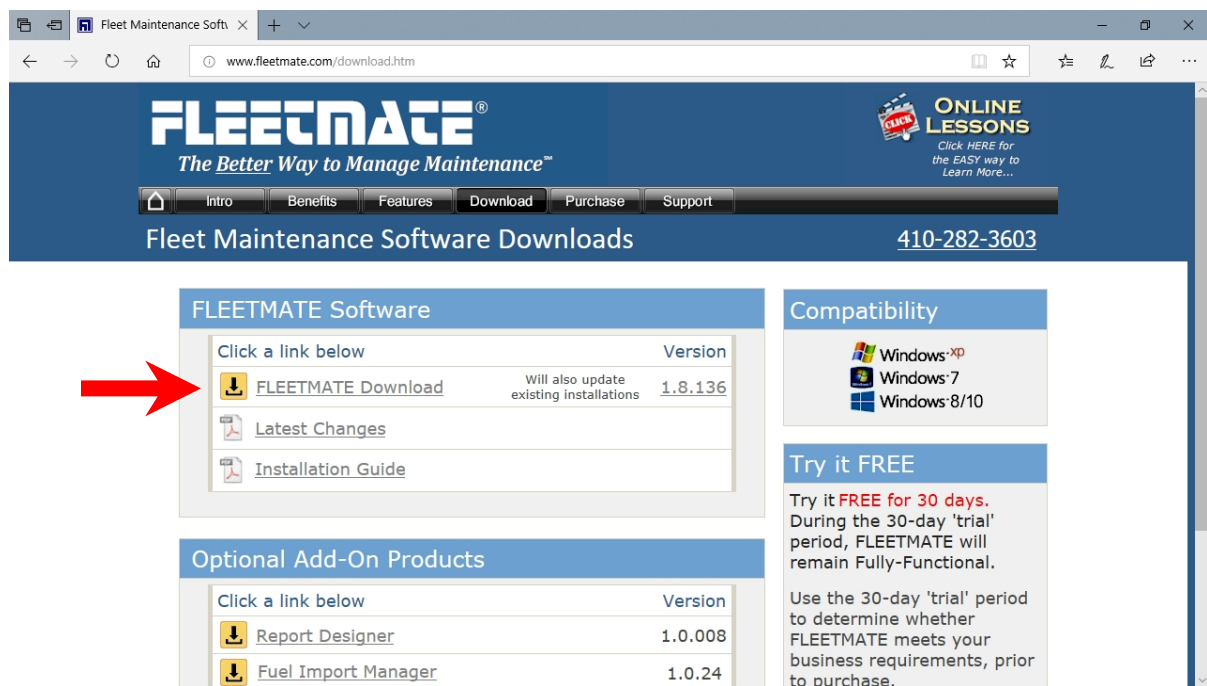 Fleet Maintenance Softw
www.fleetmate.com/download.htm
FLEETMATE®
The Better Way to Manage Maintenance℠
CLICK
ONLINE
LESSONS
Click HERE for
the EASY way to
Learn More...
Intro Benefits Features Download Purchase Support
Fleet Maintenance Software Downloads 410-282-3603
FLEETMATE Software
Click a link below Version
FLEETMATE Download Will also update
existing installations 1.8.136
Latest Changes
Installation Guide
Optional Add-On Products
Click a link below Version
Report Designer 1.0.008
Fuel Import Manager 1.0.24
Compatibility
Windows XP
Windows 7
Windows 8/10
Try it FREE
Try it FREE for 30 days.
During the 30-day 'trial'
period, FLEETMATE will
remain Fully-Functional.
Use the 30-day 'trial' period
to determine whether
FLEETMATE meets your
business requirements, prior
to purchase.